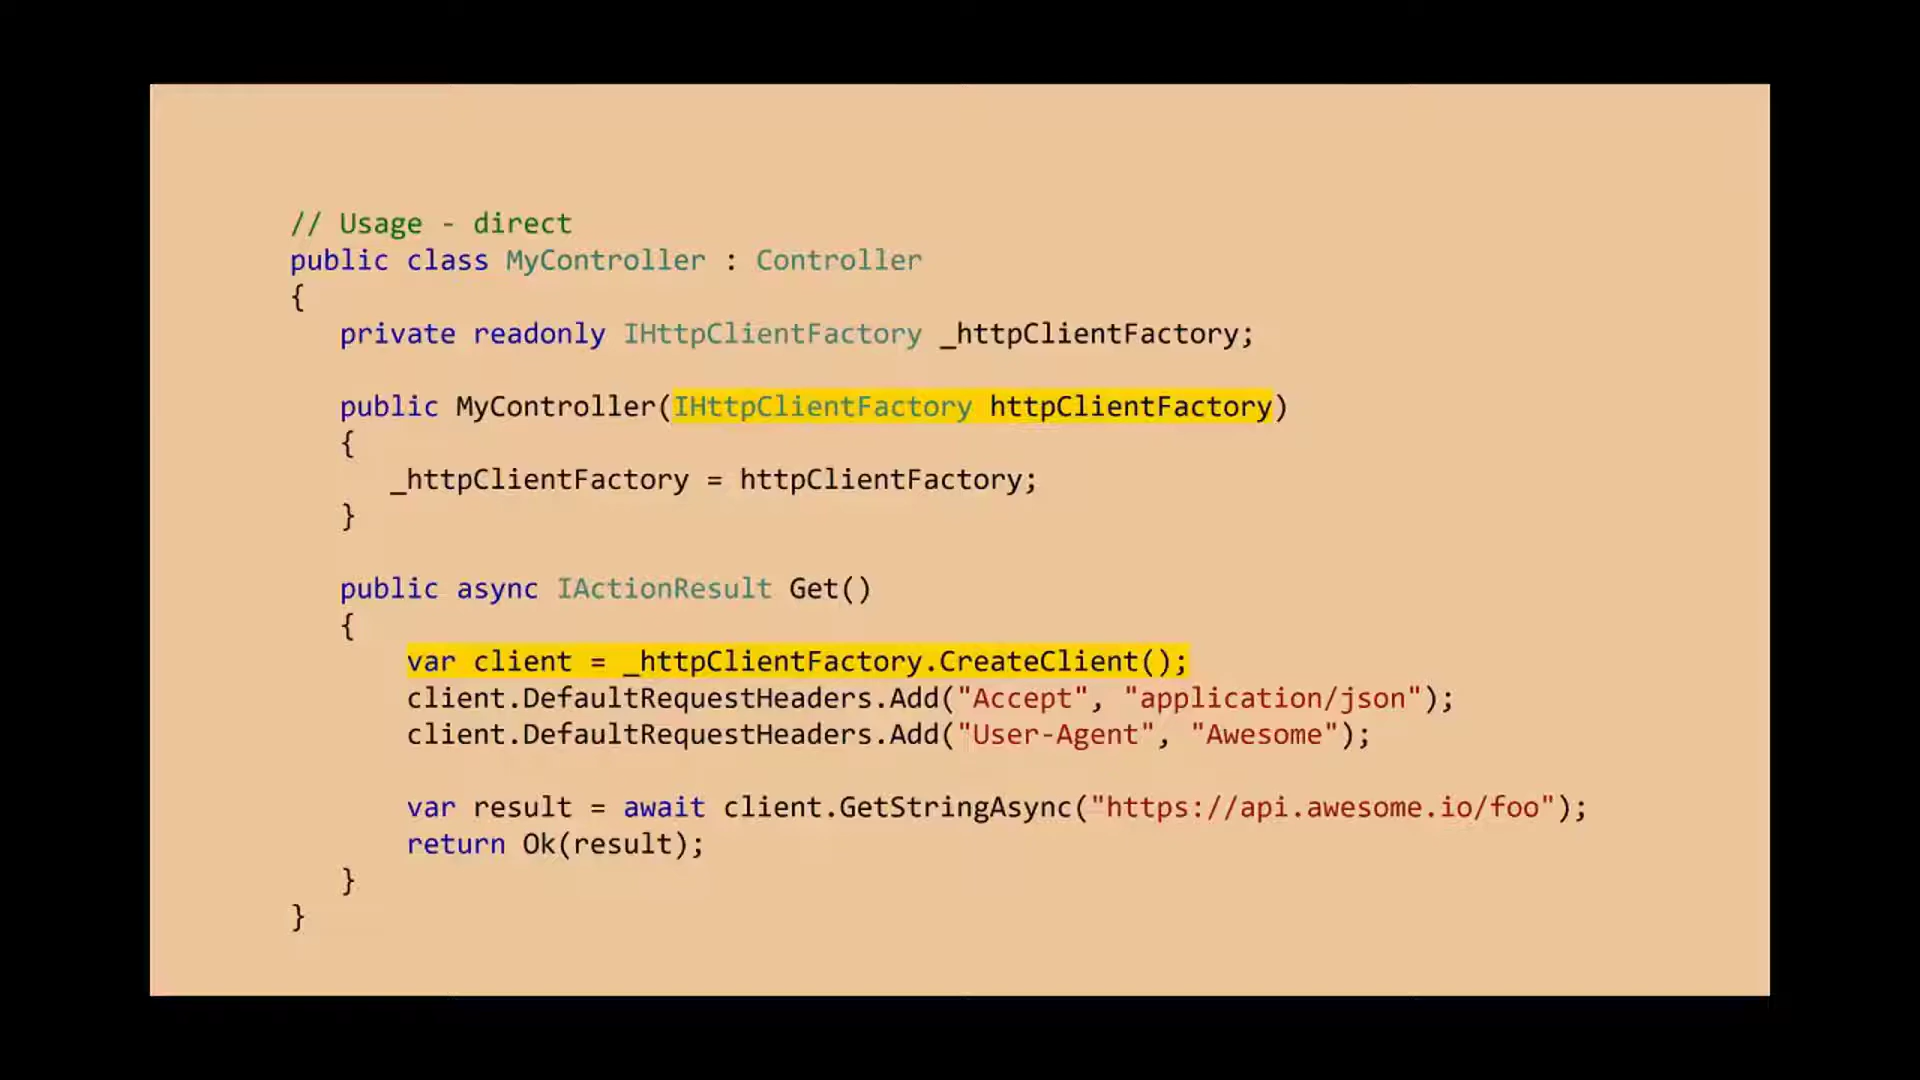 // Usage - direct
public class MyController : Controller
{
private readonly IHttpClientFactory _httpClientFactory;
public MyController(IHttpClientFactory httpClientFactory)
{
_httpClientFactory = httpClientFactory;
}
public async IActionResult Get()
{
var client = _httpClientFactory.CreateClient();
client.DefaultRequestHeaders.Add("Accept", "application/json");
client.DefaultRequestHeaders.Add("User-Agent", "Awesome");
var result = await client.GetStringAsync("https://api.awesome.io/foo");
return Ok(result);
}
}